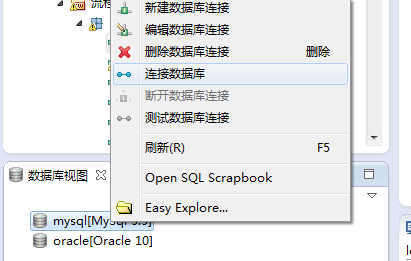 流程
新建数据库连接
编辑数据库连接
删除数据库连接 删除
连接数据库
断开数据库连接
测试数据库连接
刷新(R) F5
数据库视图
Open SQL Scrapbook
mysql[Mysql 5.5]
Easy Explore...
oracle[Oracle 10]